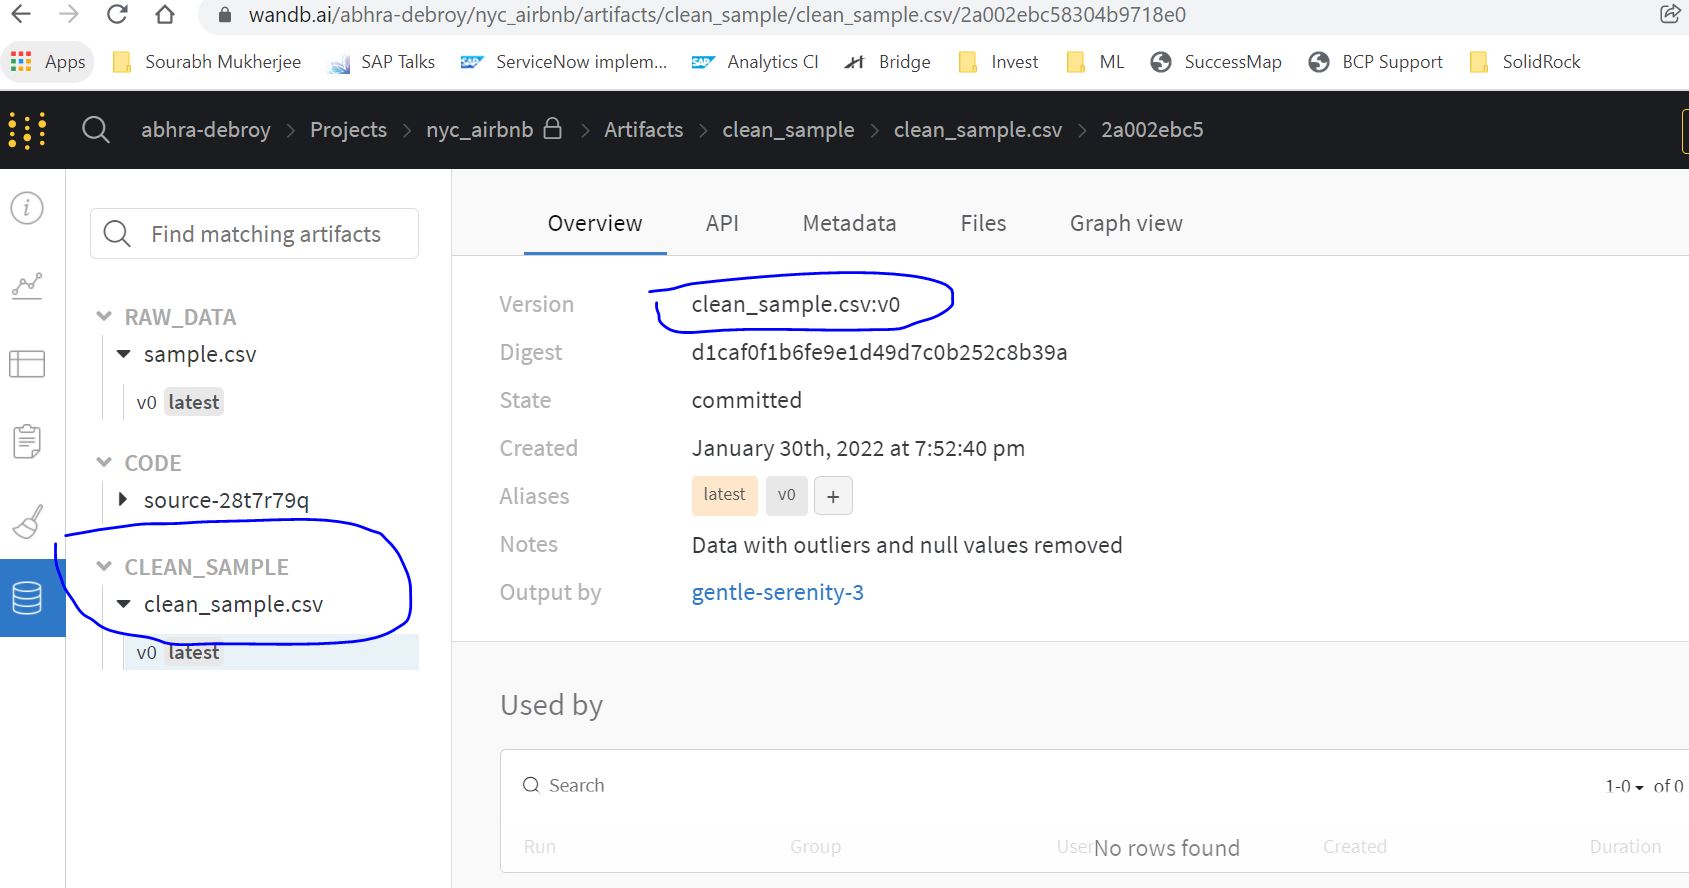 wandb.ai/abhra-debroy/nyc_airbnb/artifacts/clean_sample/clean_sample.csv/2a002ebc58304b9718e0
Apps Sourabh Mukherjee SAP SAP Talks SAP ServiceNow implem... SAP Analytics CI Bridge Invest ML SuccessMap BCP Support SolidRock
abhra-debroy > Projects > nyc_airbnb > Artifacts > clean_sample > clean_sample.csv > 2a002ebc5
Find matching artifacts
RAW_DATA
sample.csv
v0 latest
CODE
source-28t7r79q
CLEAN_SAMPLE
clean_sample.csv
v0 latest
Overview API Metadata Files Graph view
Version clean_sample.csv:v0
Digest d1caf0f1b6fe9e1d49d7c0b252c8b39a
State committed
Created January 30th, 2022 at 7:52:40 pm
Aliases latest v0 +
Notes Data with outliers and null values removed
Output by gentle-serenity-3
Used by
Search 1-0 of 0
Run Group User Created Duration
No rows found